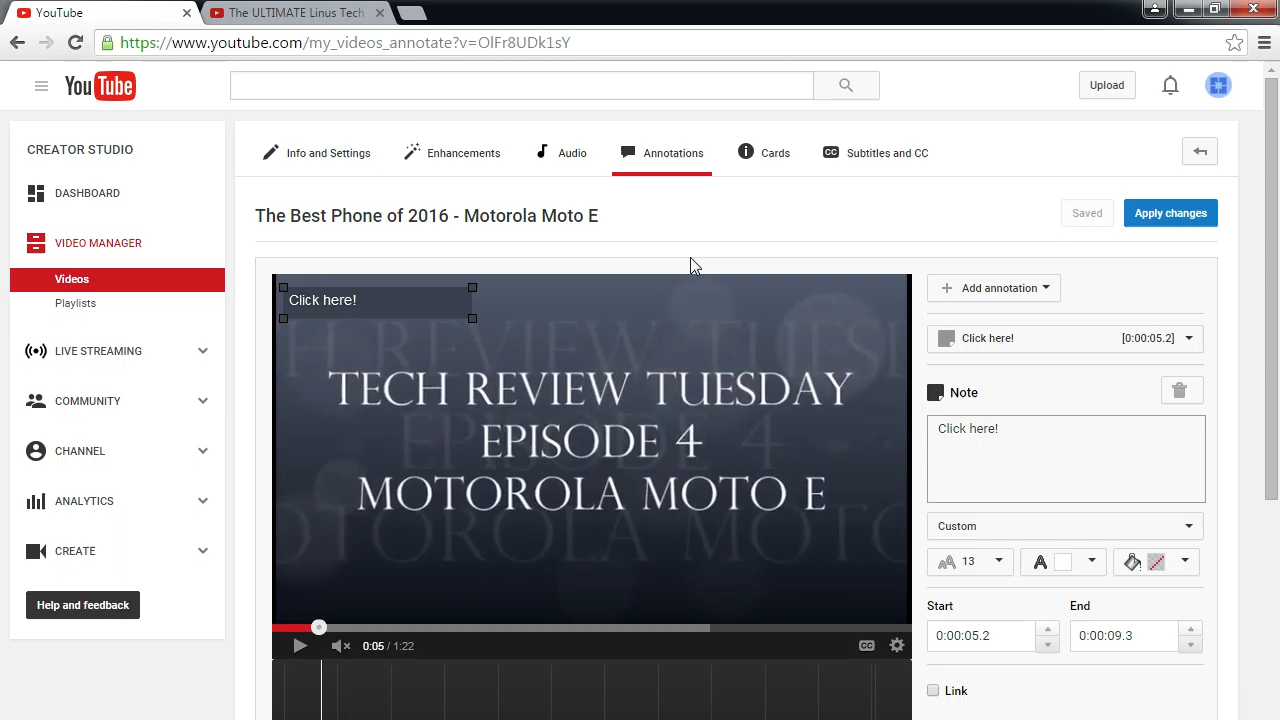 YouTube
The ULTIMATE Linus Tech
https://www.youtube.com/my_videos_annotate?v=OlFr8UDk1sY
YouTube
Upload
CREATOR STUDIO
DASHBOARD
VIDEO MANAGER
Videos
Playlists
LIVE STREAMING
COMMUNITY
CHANNEL
ANALYTICS
CREATE
Help and feedback
Info and Settings
Enhancements
Audio
Annotations
Cards
CC Subtitles and CC
The Best Phone of 2016 - Motorola Moto E
Saved
Apply changes
Click here!
TECH REVIEW TUESDAY
EPISODE 4
MOTOROLA MOTO E
0:05 / 1:22
CC
Add annotation
Click here! [0:00:05.2]
Note
Click here!
Custom
AA 13
A
Start End
0:00:05.2 0:00:09.3
Link